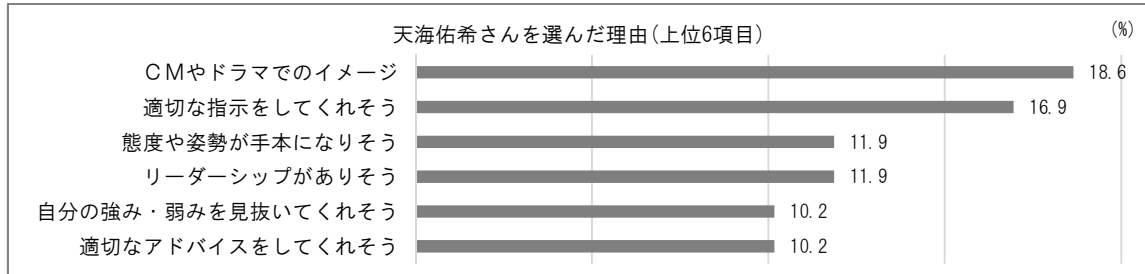 天海佑希さんを選んだ理由(上位6項目)
(%)
CMやドラマでのイメージ
18.6
適切な指示をしてくれそう
16.9
態度や姿勢が手本になりそう
11.9
リーダーシップがありそう
11.9
自分の強み・弱みを見抜いてくれそう
10.2
適切なアドバイスをしてくれそう
10.2